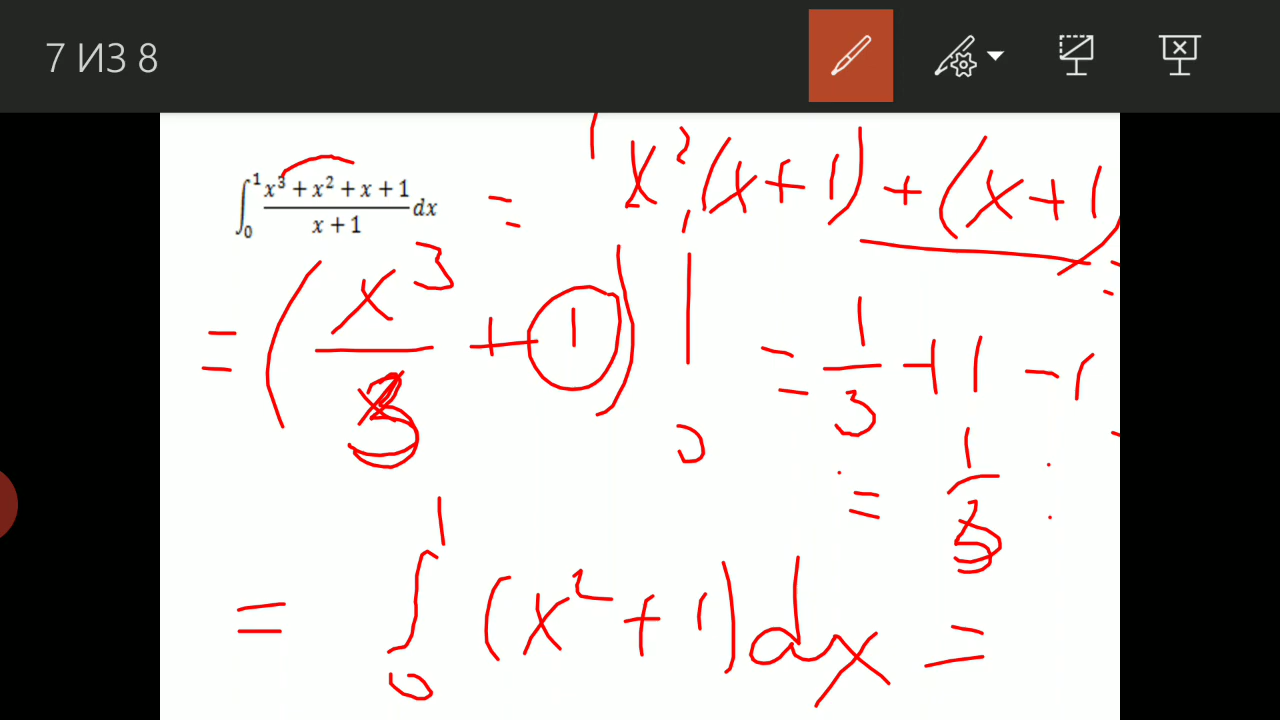 7 ИЗ 8
∫₀¹ (x³ + x² + x + 1)/(x + 1) dx = x²(x+1) + (x+1)
= (x³/3 + 1) |₀¹ = 1/3 + 1 − 1
= 1/3
= ∫₀¹ (x² + 1) dx =